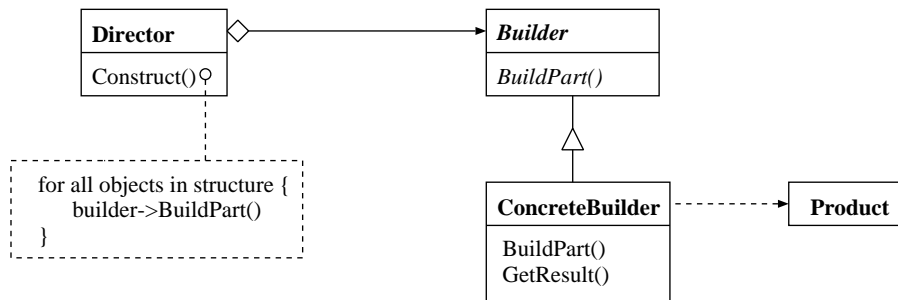 Director
Construct()
Builder
BuildPart()
for all objects in structure {
builder->BuildPart()
}
ConcreteBuilder
BuildPart()
GetResult()
Product